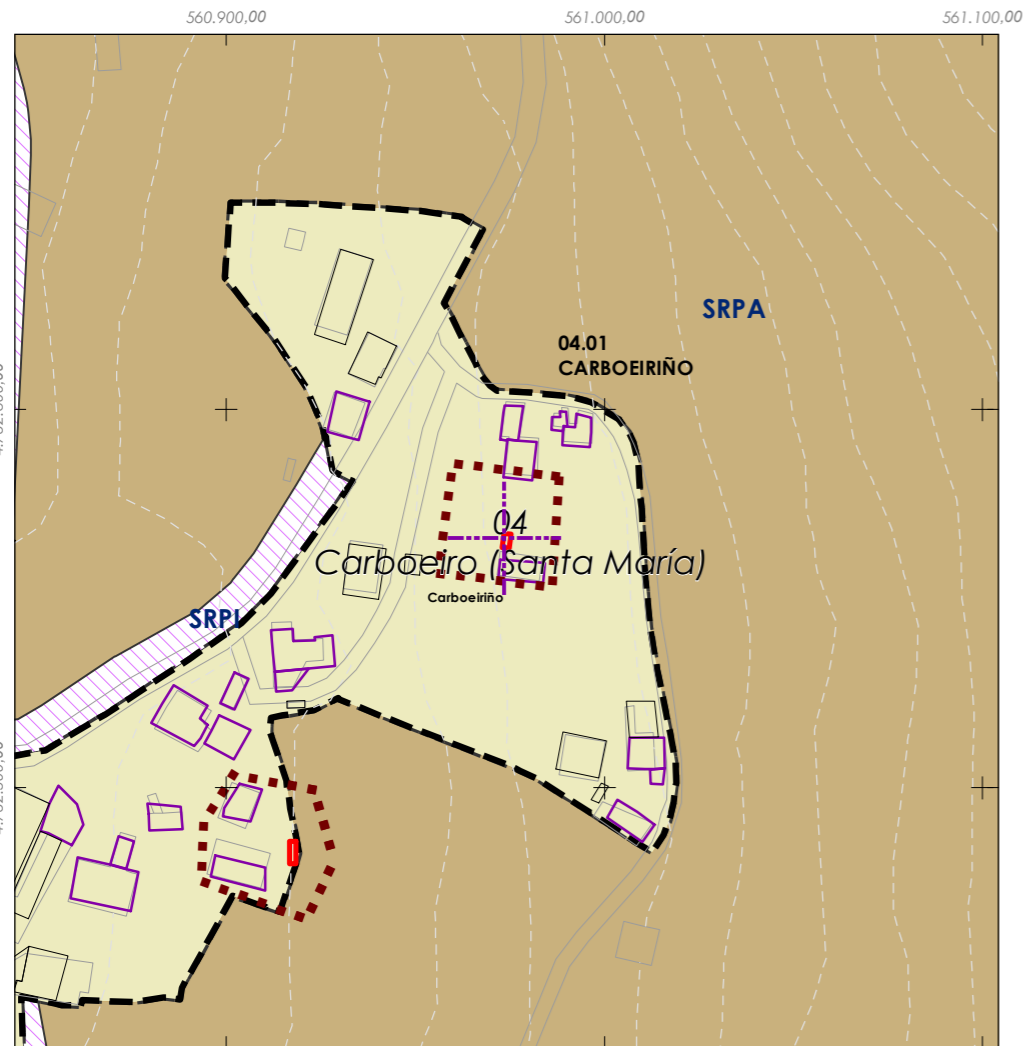 560.900,00
561.000,00
561.100,00
SRPA
04.01
CARBOEIRIÑO
04
Carboeiro (Santa María)
Carboeiriño
SRPI